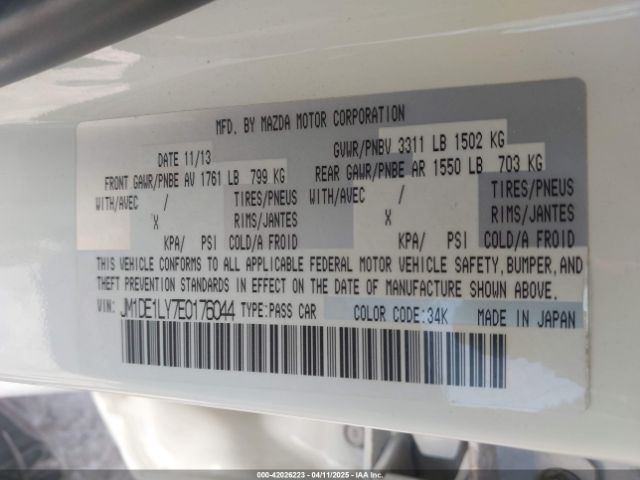 MFD. BY MAZDA MOTOR CORPORATION
DATE 11/13 GVWR/PNBV 3311 LB 1502 KG
FRONT GAWR/PNBE AV 1761 LB 799 KG REAR GAWR/PNBE AR 1550 LB 703 KG
WITH/AVEC / TIRES/PNEUS WITH/AVEC / TIRES/PNEUS
X RIMS/JANTES X RIMS/JANTES
KPA/ PSI COLD/A FROID KPA/ PSI COLD/A FROID
THIS VEHICLE CONFORMS TO ALL APPLICABLE FEDERAL MOTOR VEHICLE SAFETY, BUMPER, AND
THEFT PREVENTION STANDARDS IN EFFECT ON THE DATE OF MANUFACTURE SHOWN ABOVE.
VIN: JM1DE1LY7E0176044 TYPE:PASS CAR COLOR CODE:34K MADE IN JAPAN
000-42026223 - 04/11/2025 - IAAI.com